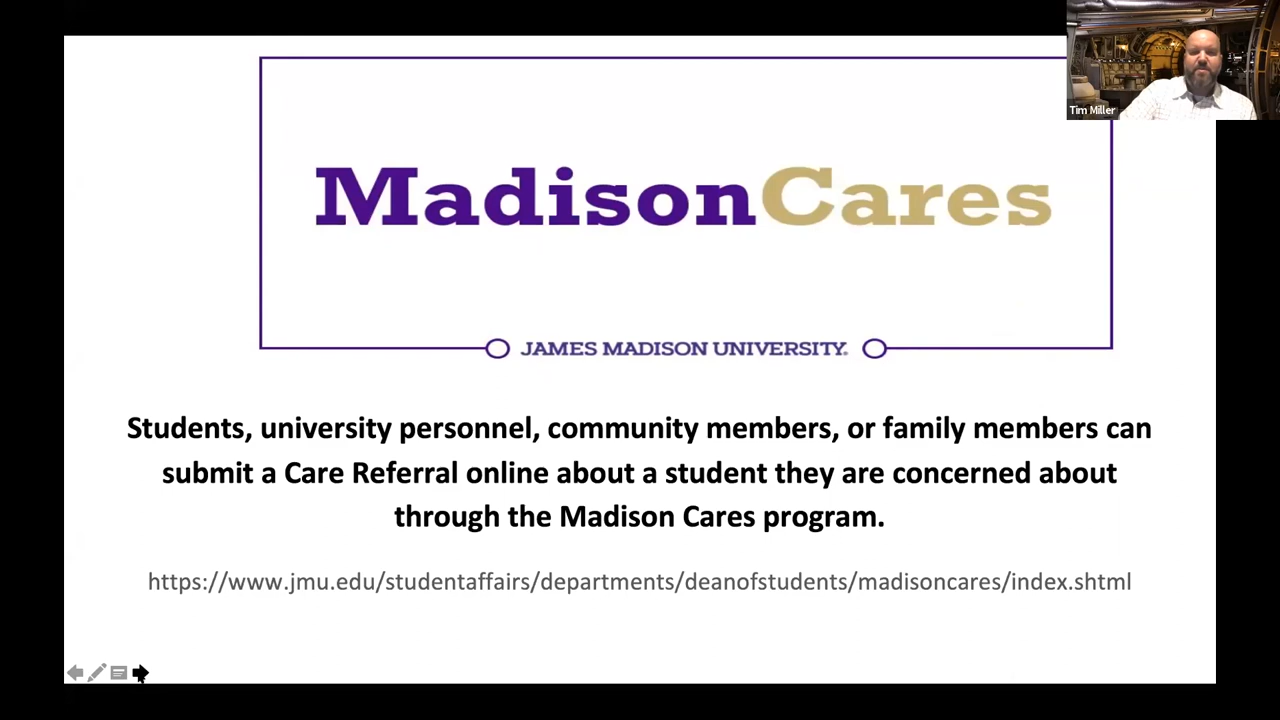 Tim Miller
MadisonCares
JAMES MADISON UNIVERSITY.
Students, university personnel, community members, or family members can
submit a Care Referral online about a student they are concerned about
through the Madison Cares program.
https://www.jmu.edu/studentaffairs/departments/deanofstudents/madisoncares/index.shtml